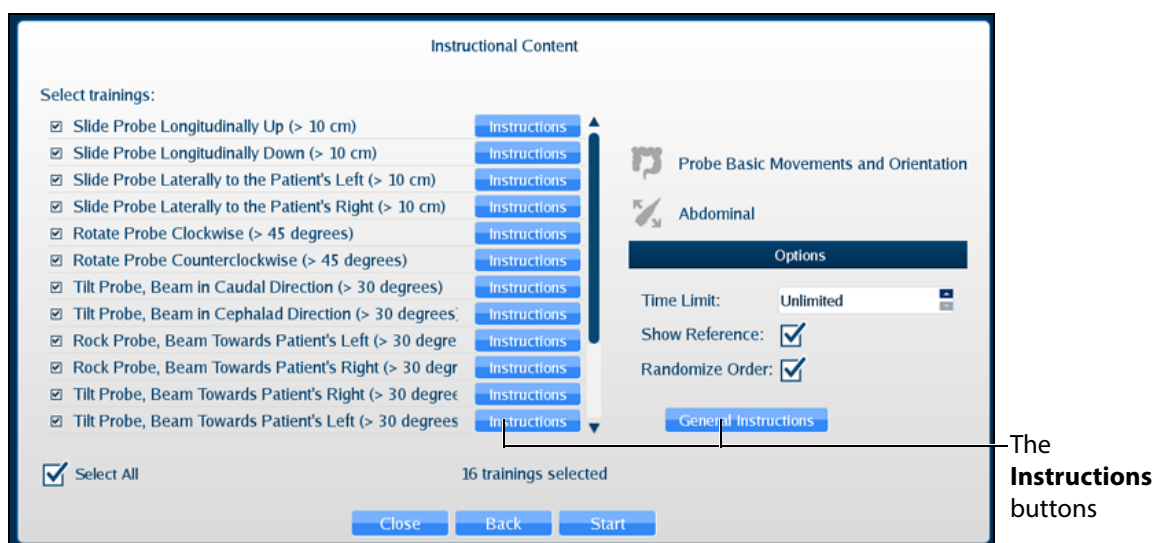 Instructional Content
Select trainings:
Slide Probe Longitudinally Up (> 10 cm) Instructions
Slide Probe Longitudinally Down (> 10 cm) Instructions
Slide Probe Laterally to the Patient's Left (> 10 cm) Instructions
Slide Probe Laterally to the Patient's Right (> 10 cm) Instructions
Rotate Probe Clockwise (> 45 degrees) Instructions
Rotate Probe Counterclockwise (> 45 degrees) Instructions
Tilt Probe, Beam in Caudal Direction (> 30 degrees) Instructions
Tilt Probe, Beam in Cephalad Direction (> 30 degrees) Instructions
Rock Probe, Beam Towards Patient's Left (> 30 degre Instructions
Rock Probe, Beam Towards Patient's Right (> 30 degr Instructions
Tilt Probe, Beam Towards Patient's Right (> 30 degree Instructions
Tilt Probe, Beam Towards Patient's Left (> 30 degrees Instructions
Select All
16 trainings selected
Probe Basic Movements and Orientation
Abdominal
Options
Time Limit: Unlimited
Show Reference:
Randomize Order:
General Instructions
Close Back Start
The
Instructions
buttons